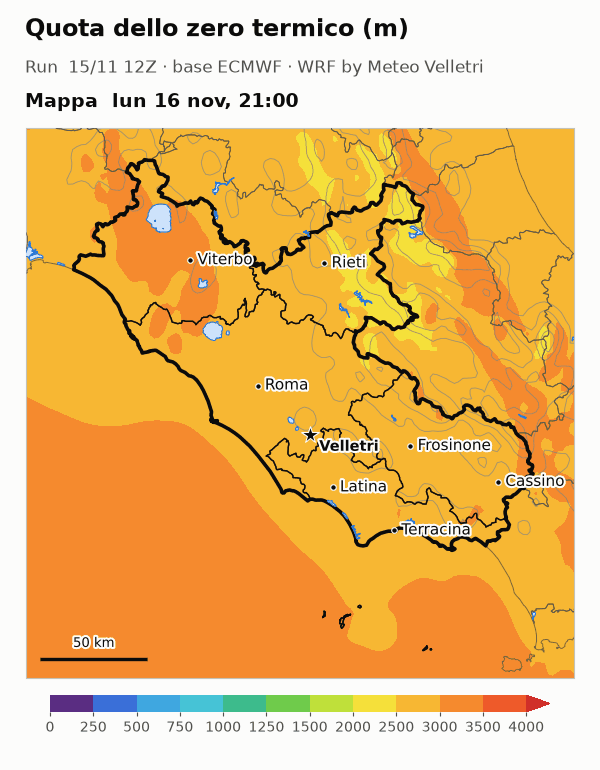 Quota dello zero termico (m)
Run  15/11 12Z · base ECMWF · WRF by Meteo Velletri
Mappa  lun 16 nov, 21:00
Viterbo
Rieti
Roma
Velletri
Frosinone
Cassino
Latina
Terracina
50 km
0 250 500 750 1000 1250 1500 2000 2500 3000 3500 4000